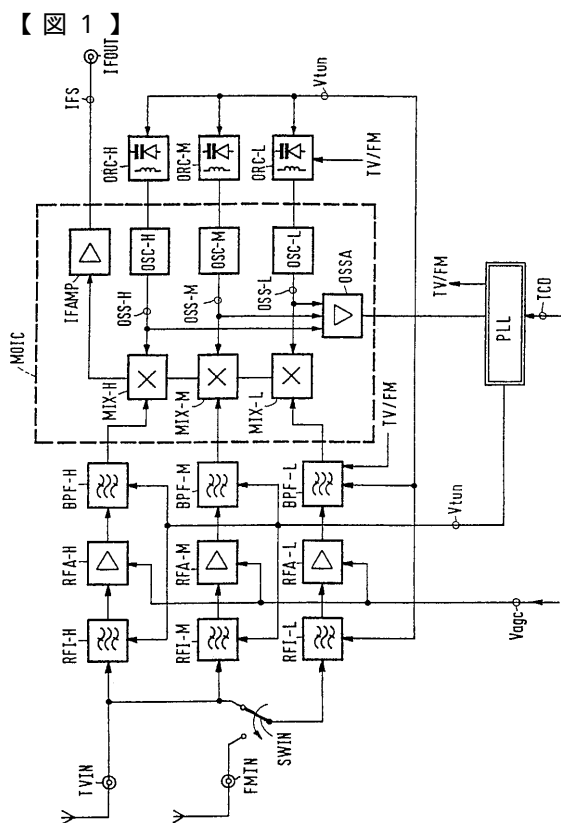 【図1】
IFOUT
IFS
ORC-H
ORC-M
ORC-L
Vtun
TV/FM
MOIC
IFAMP
OSC-H
OSC-M
OSC-L
OSS-H
OSS-M
OSS-L
OSSA
MIX-H
MIX-M
MIX-L
TV/FM
PLL
TCD
BPF-H
BPF-M
BPF-L
TV/FM
Vtun
RFA-H
RFA-M
RFA-L
RFI-H
RFI-M
RFI-L
Vagc
SWIN
TVIN
FMIN